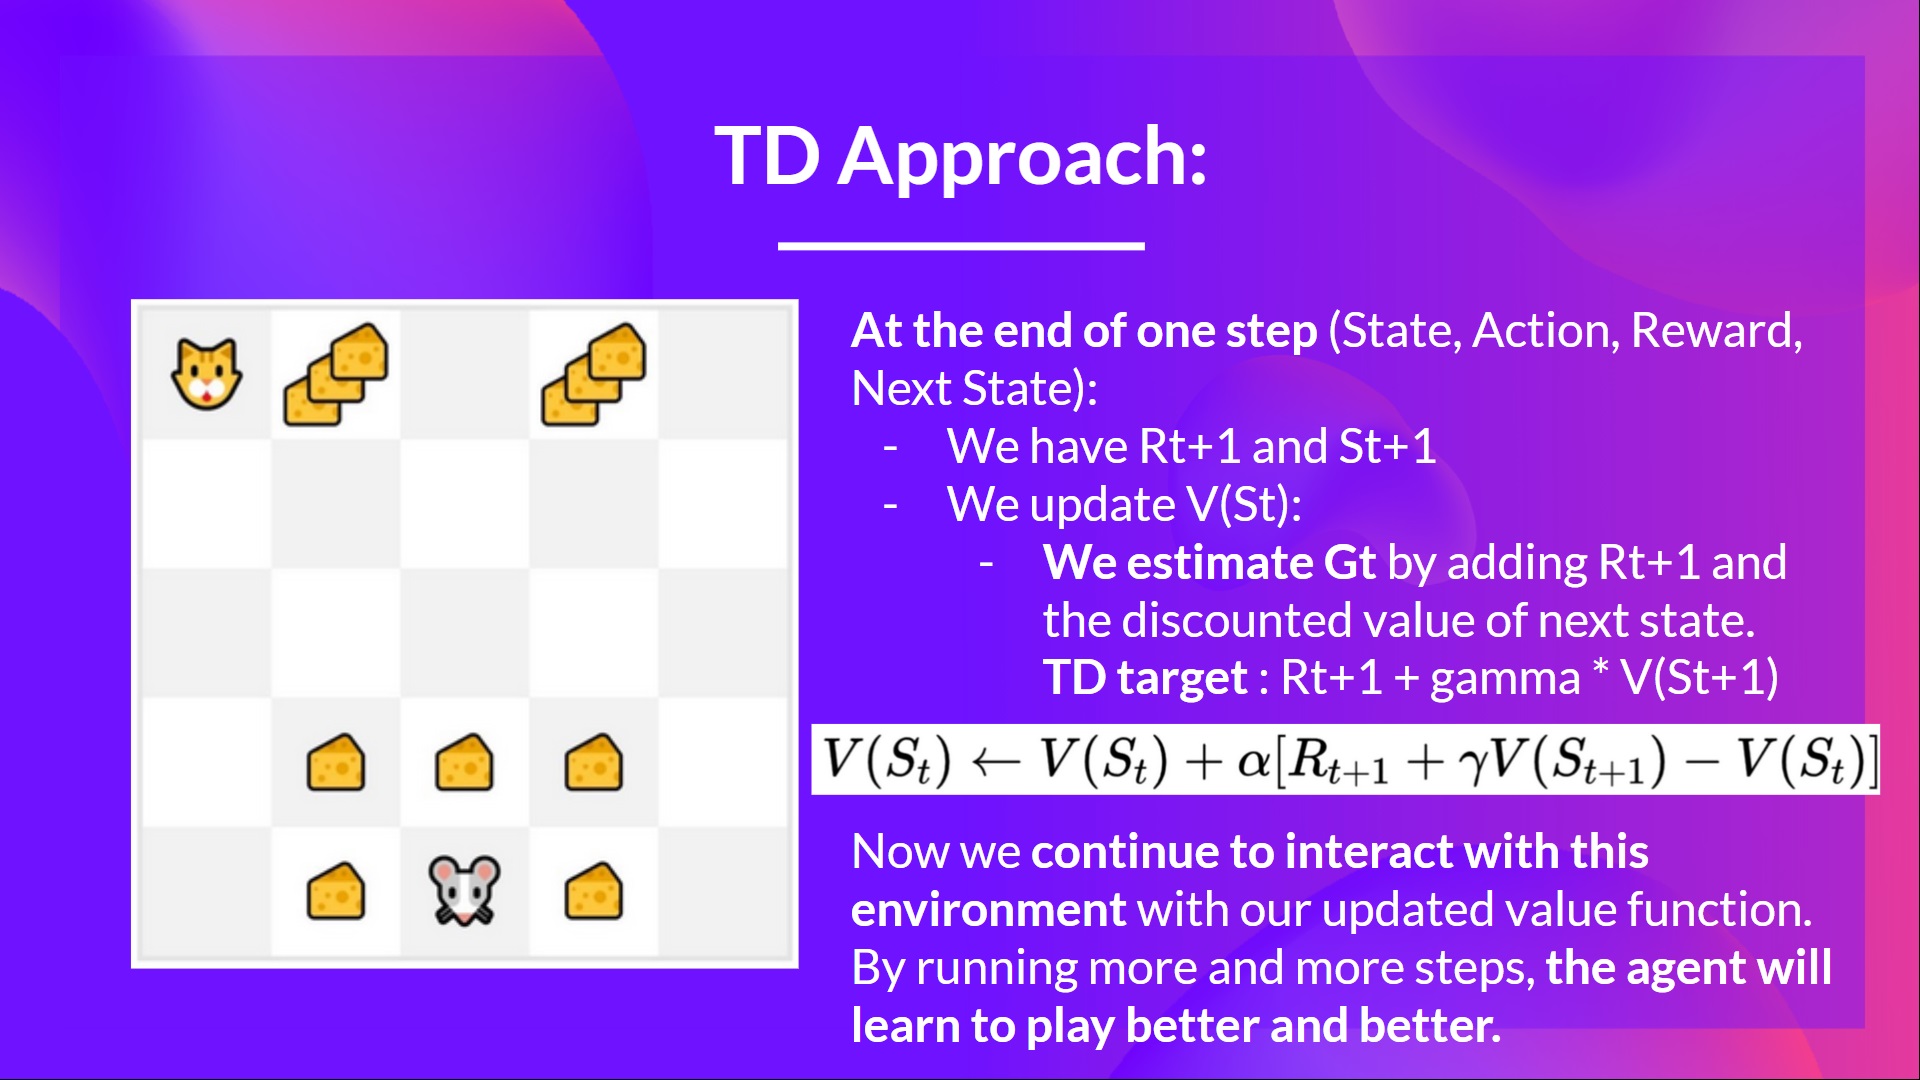 TD Approach:
At the end of one step (State, Action, Reward,
Next State):
- We have Rt+1 and St+1
- We update V(St):
- We estimate Gt by adding Rt+1 and
the discounted value of next state.
TD target : Rt+1 + gamma * V(St+1)
V(S_t) ← V(S_t) + α[R_{t+1} + γV(S_{t+1}) − V(S_t)]
Now we continue to interact with this
environment with our updated value function.
By running more and more steps, the agent will
learn to play better and better.